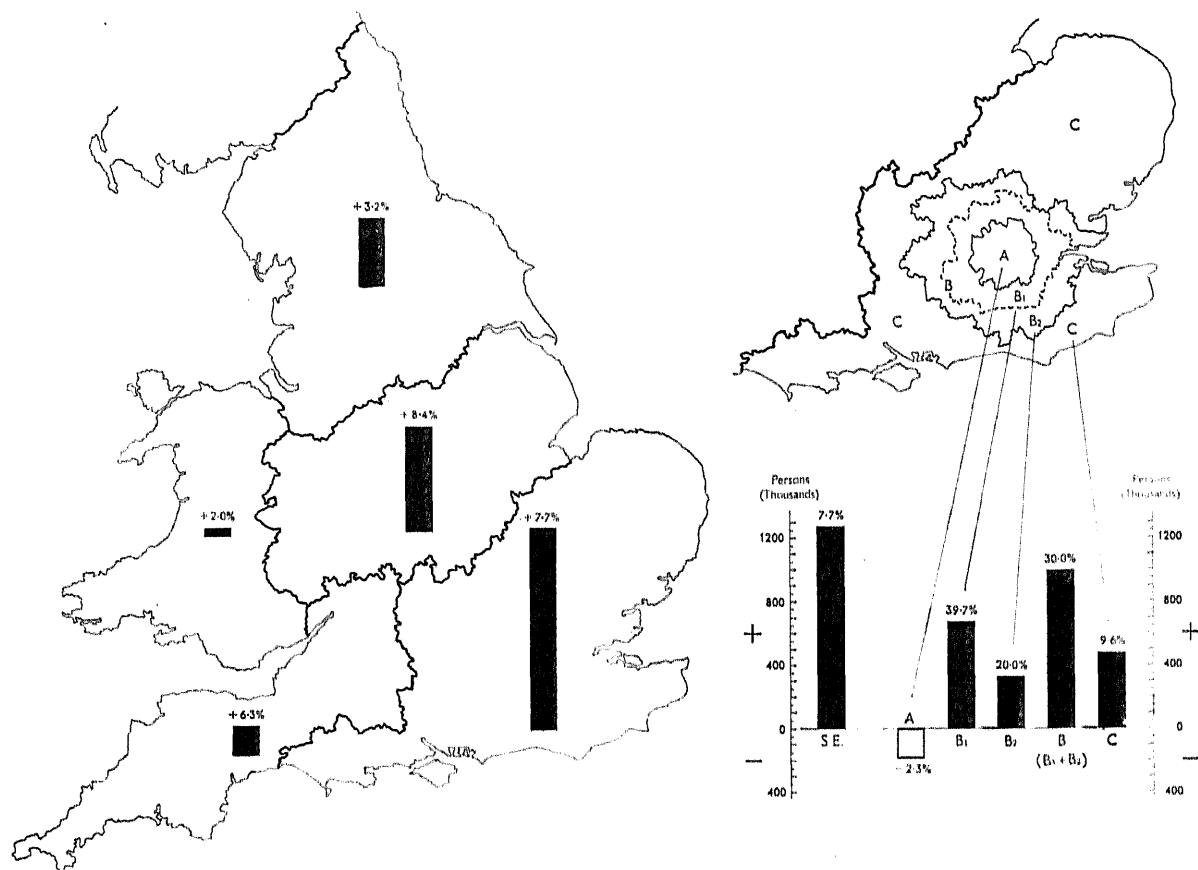 + 3·2%
+ 8·4%
+ 2·0%
+ 7·7%
+ 6·3%
C
A
B
B₁
B₂
C
C
Persons
(Thousands)
1200
800
+
400
0
–
400
7·7%
S E.
A
– 2·3%
39·7%
B₁
20·0%
B₂
30·0%
B
(B₁ + B₂)
9·6%
C
Persons
(Thousands)
1200
800
+
400
0
–
400